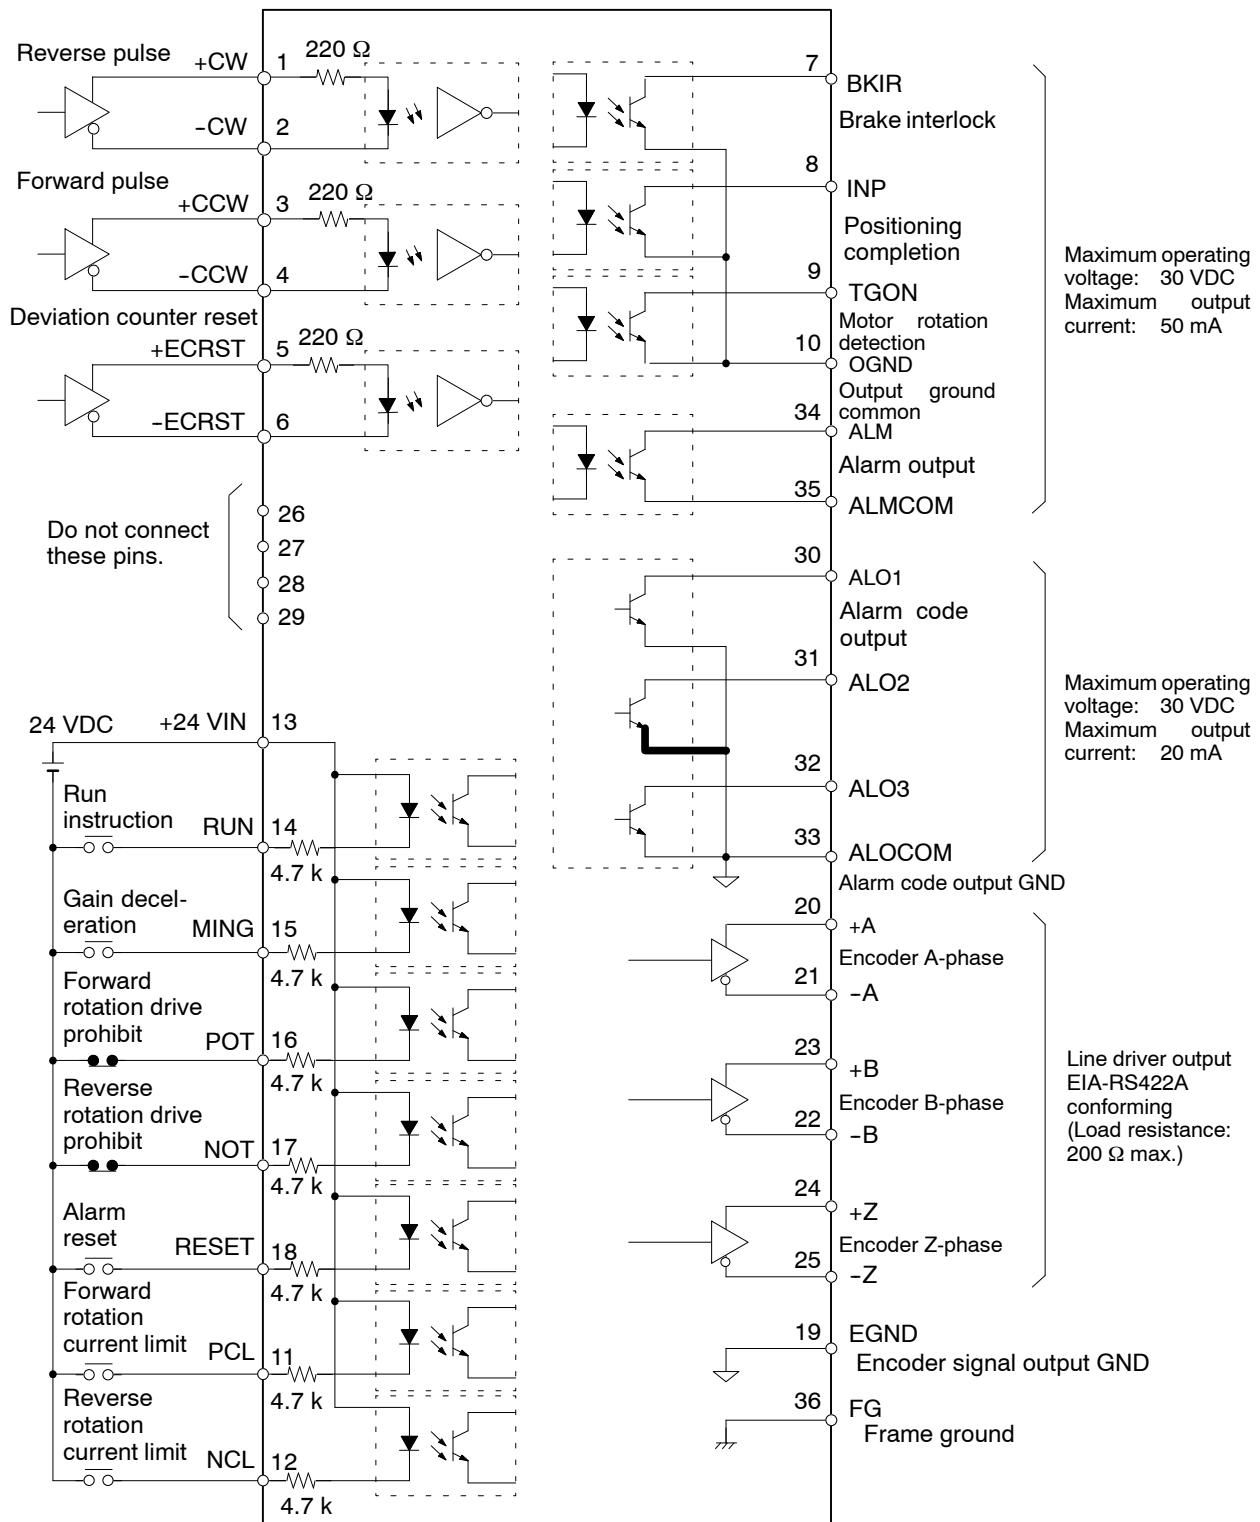 Reverse pulse
+CW
1
220 Ω
-CW
2
Forward pulse
+CCW
3
220 Ω
-CCW
4
Deviation counter reset
+ECRST
5
220 Ω
-ECRST
6
Do not connect
these pins.
26
27
28
29
24 VDC
+24 VIN
13
Run
instruction
RUN
14
4.7 k
Gain decel-
eration
MING
15
4.7 k
Forward
rotation drive
prohibit
POT
16
4.7 k
Reverse
rotation drive
prohibit
NOT
17
4.7 k
Alarm
reset
RESET
18
4.7 k
Forward
rotation
current limit
PCL
11
4.7 k
Reverse
rotation
current limit
NCL
12
4.7 k
7
BKIR
Brake interlock
8
INP
Positioning
completion
9
TGON
Motor rotation
detection
10
OGND
Output ground
common
34
ALM
Alarm output
35
ALMCOM
Maximum operating
voltage: 30 VDC
Maximum output
current: 50 mA
30
ALO1
Alarm code
output
31
ALO2
32
ALO3
33
ALOCOM
Alarm code output GND
Maximum operating
voltage: 30 VDC
Maximum output
current: 20 mA
20
+A
Encoder A-phase
21
-A
23
+B
Encoder B-phase
22
-B
24
+Z
Encoder Z-phase
25
-Z
Line driver output
EIA-RS422A
conforming
(Load resistance:
200 Ω max.)
19
EGND
Encoder signal output GND
36
FG
Frame ground